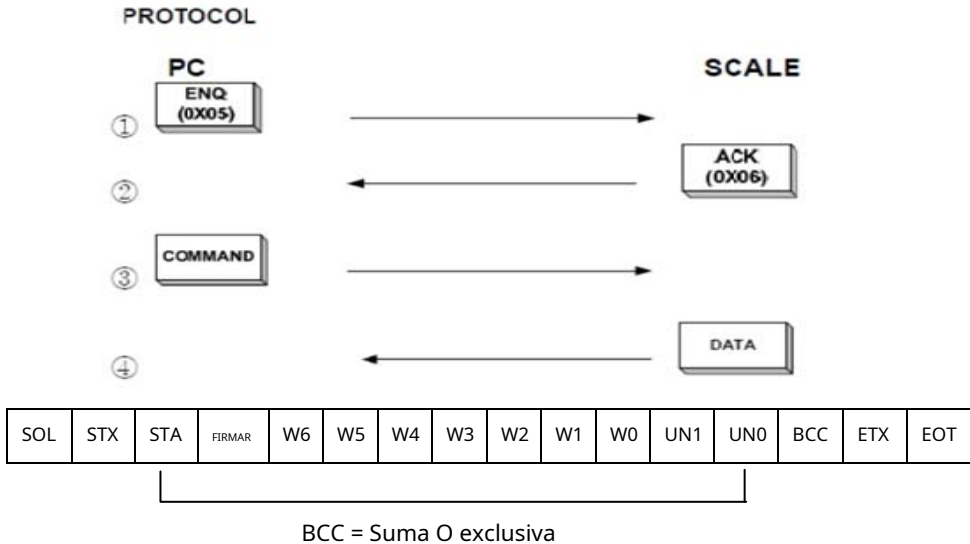 PROTOCOL
PC
SCALE
ENQ
(0X05)
①
ACK
(0X06)
②
COMMAND
③
DATA
④
SOL STX STA FIRMAR W6 W5 W4 W3 W2 W1 W0 UN1 UN0 BCC ETX EOT
BCC = Suma O exclusiva